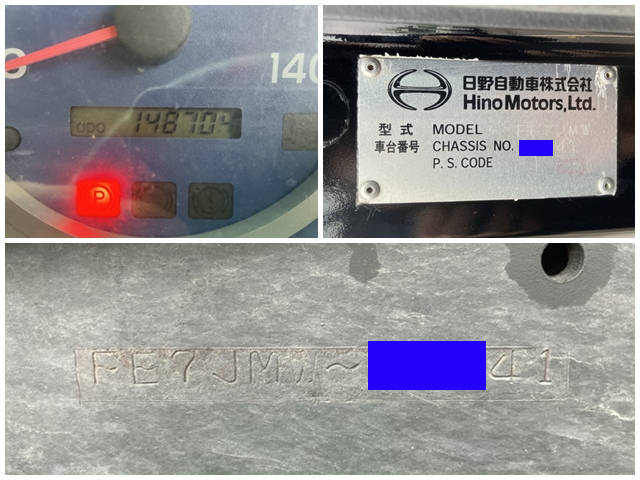 140
ODO 148704
P
日野自動車株式会社
Hino Motors, Ltd.
型式 MODEL
車台番号 CHASSIS NO.
P.S. CODE
FE7JMW~ 41